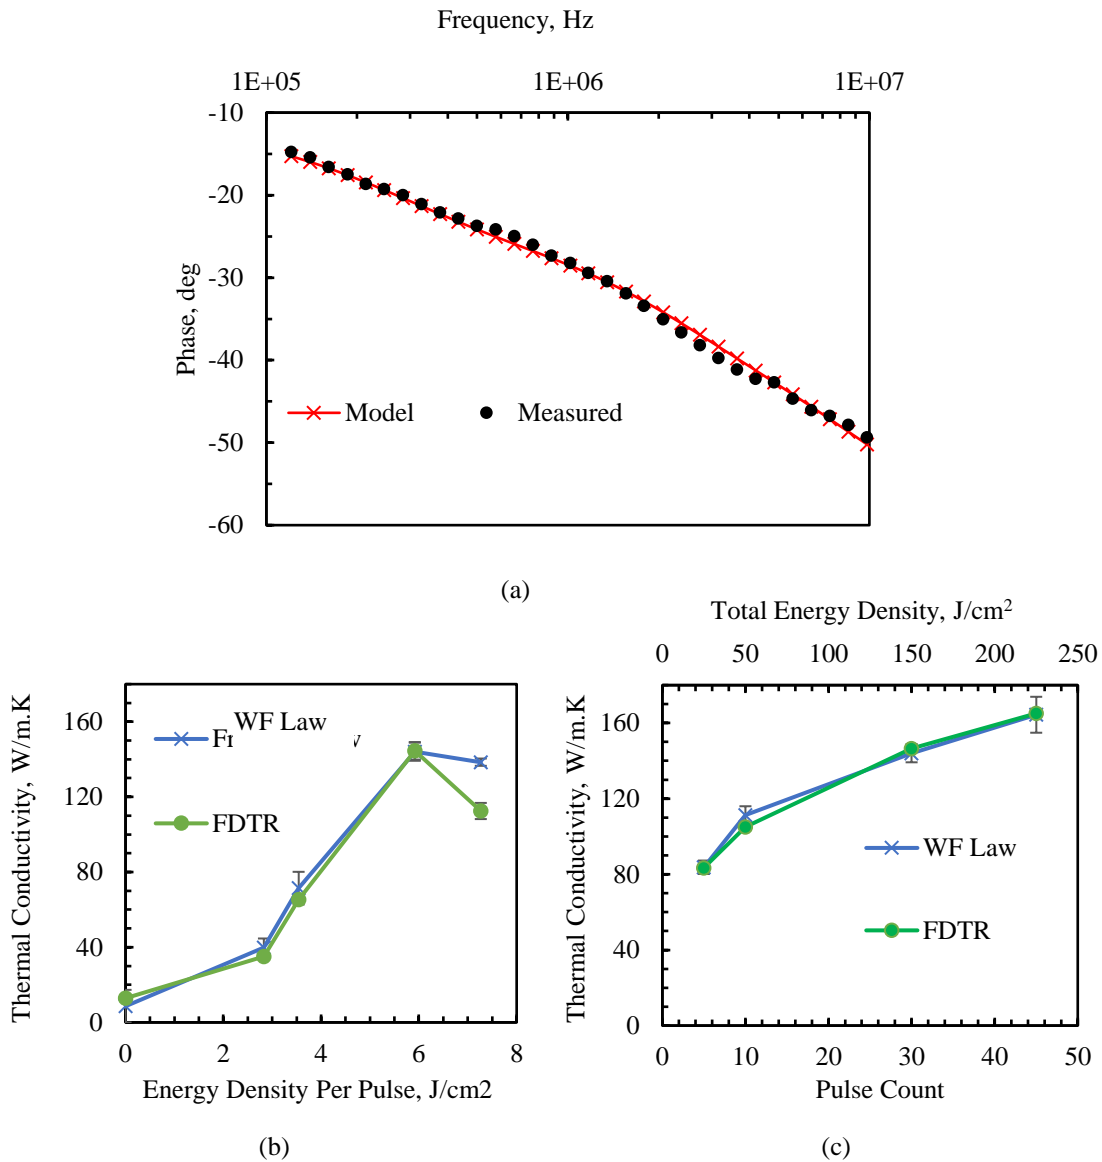 Frequency, Hz
1E+05 1E+06 1E+07
-10
-20
-30
-40
-50
-60
Phase, deg
Model Measured
(a)
Thermal Conductivity, W/m.K
160
120
80
40
0
WF Law
FDTR
0 2 4 6 8
Energy Density Per Pulse, J/cm2
(b)
Total Energy Density, J/cm²
0 50 100 150 200 250
Thermal Conductivity, W/m.K
160
120
80
40
0
WF Law
FDTR
0 10 20 30 40 50
Pulse Count
(c)